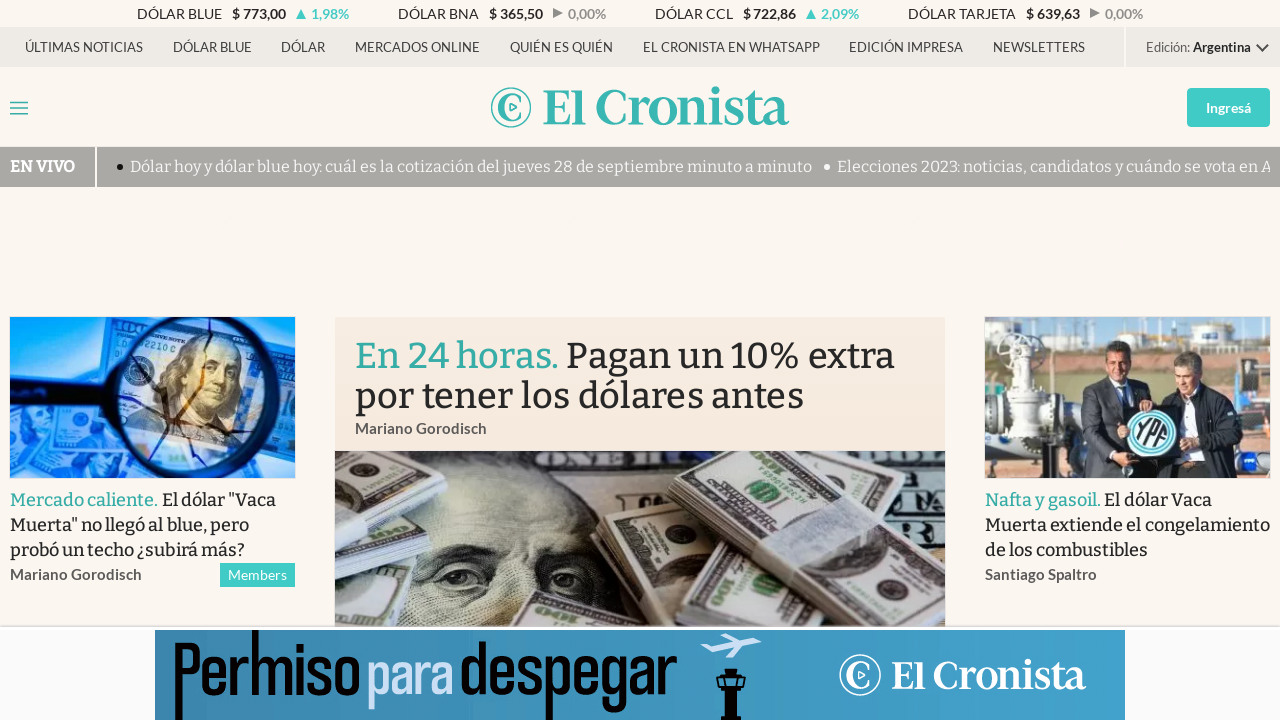 DÓLAR BLUE $ 773,00 1,98% DÓLAR BNA $ 365,50 0,00% DÓLAR CCL $ 722,86 2,09% DÓLAR TARJETA $ 639,63 0,00%
ÚLTIMAS NOTICIAS DÓLAR BLUE DÓLAR MERCADOS ONLINE QUIÉN ES QUIÉN EL CRONISTA EN WHATSAPP EDICIÓN IMPRESA NEWSLETTERS Edición: Argentina
El Cronista
Ingresá
EN VIVO Dólar hoy y dólar blue hoy: cuál es la cotización del jueves 28 de septiembre minuto a minuto Elecciones 2023: noticias, candidatos y cuándo se vota en A
Mercado caliente. El dólar "Vaca
Muerta" no llegó al blue, pero
probó un techo ¿subirá más?
Mariano Gorodisch
Members
En 24 horas. Pagan un 10% extra
por tener los dólares antes
Mariano Gorodisch
YPF
Nafta y gasoil. El dólar Vaca
Muerta extiende el congelamiento
de los combustibles
Santiago Spaltro
Permiso para despegar
El Cronista